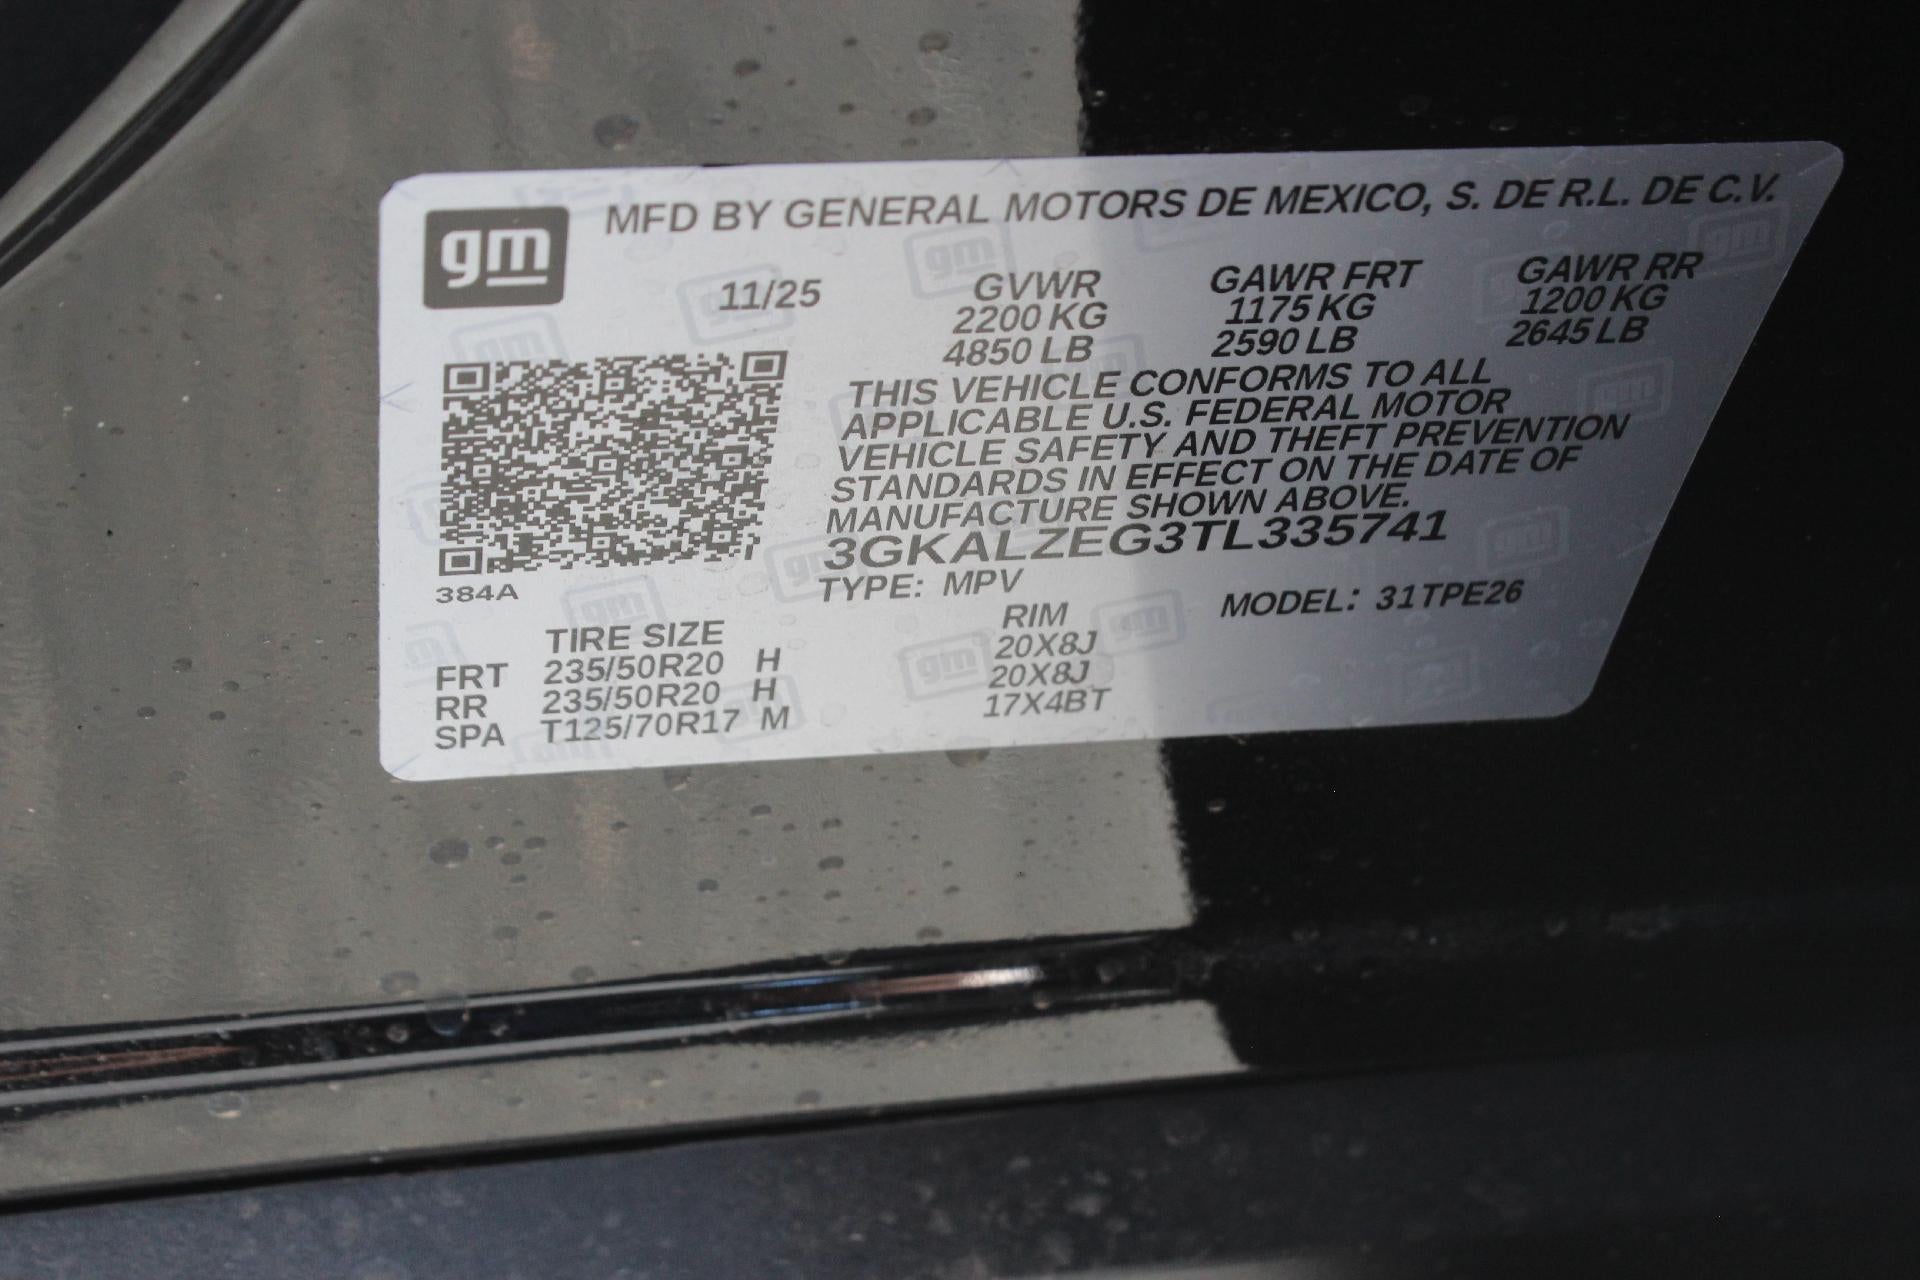 gm MFD BY GENERAL MOTORS DE MEXICO, S. DE R.L. DE C.V.
11/25 GVWR GAWR FRT GAWR RR
2200 KG 1175 KG 1200 KG
4850 LB 2590 LB 2645 LB
THIS VEHICLE CONFORMS TO ALL
APPLICABLE U.S. FEDERAL MOTOR
VEHICLE SAFETY AND THEFT PREVENTION
STANDARDS IN EFFECT ON THE DATE OF
MANUFACTURE SHOWN ABOVE.
3GKALZEG3TL335741
384A
TYPE: MPV MODEL: 31TPE26
TIRE SIZE RIM
FRT 235/50R20 H 20X8J
RR 235/50R20 H 20X8J
SPA T125/70R17 M 17X4BT